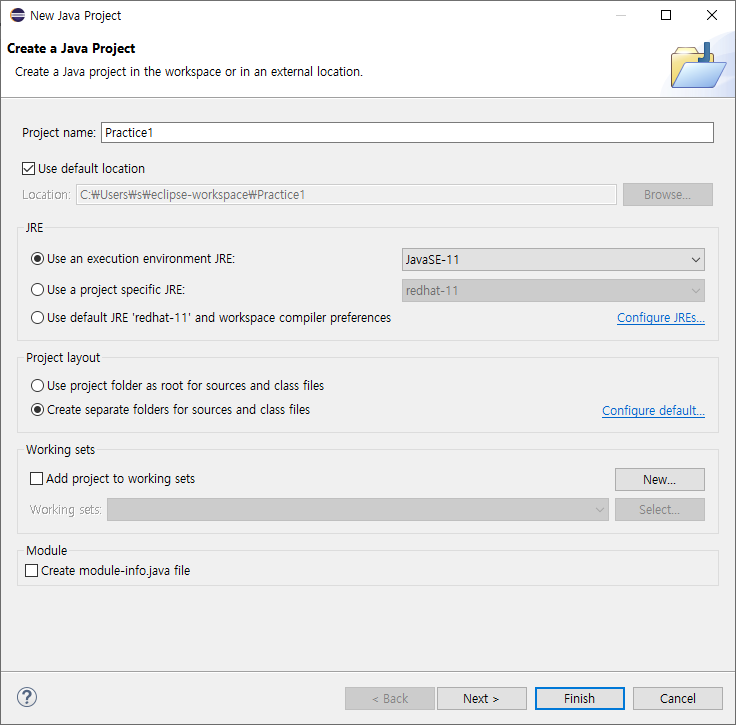 New Java Project
Create a Java Project
Create a Java project in the workspace or in an external location.
Project name: Practice1
Use default location
Location: C:₩Users₩s₩eclipse-workspace₩Practice1 Browse...
JRE
Use an execution environment JRE: JavaSE-11
Use a project specific JRE: redhat-11
Use default JRE 'redhat-11' and workspace compiler preferences Configure JREs...
Project layout
Use project folder as root for sources and class files
Create separate folders for sources and class files Configure default...
Working sets
Add project to working sets New...
Working sets: Select...
Module
Create module-info.java file
? < Back Next > Finish Cancel